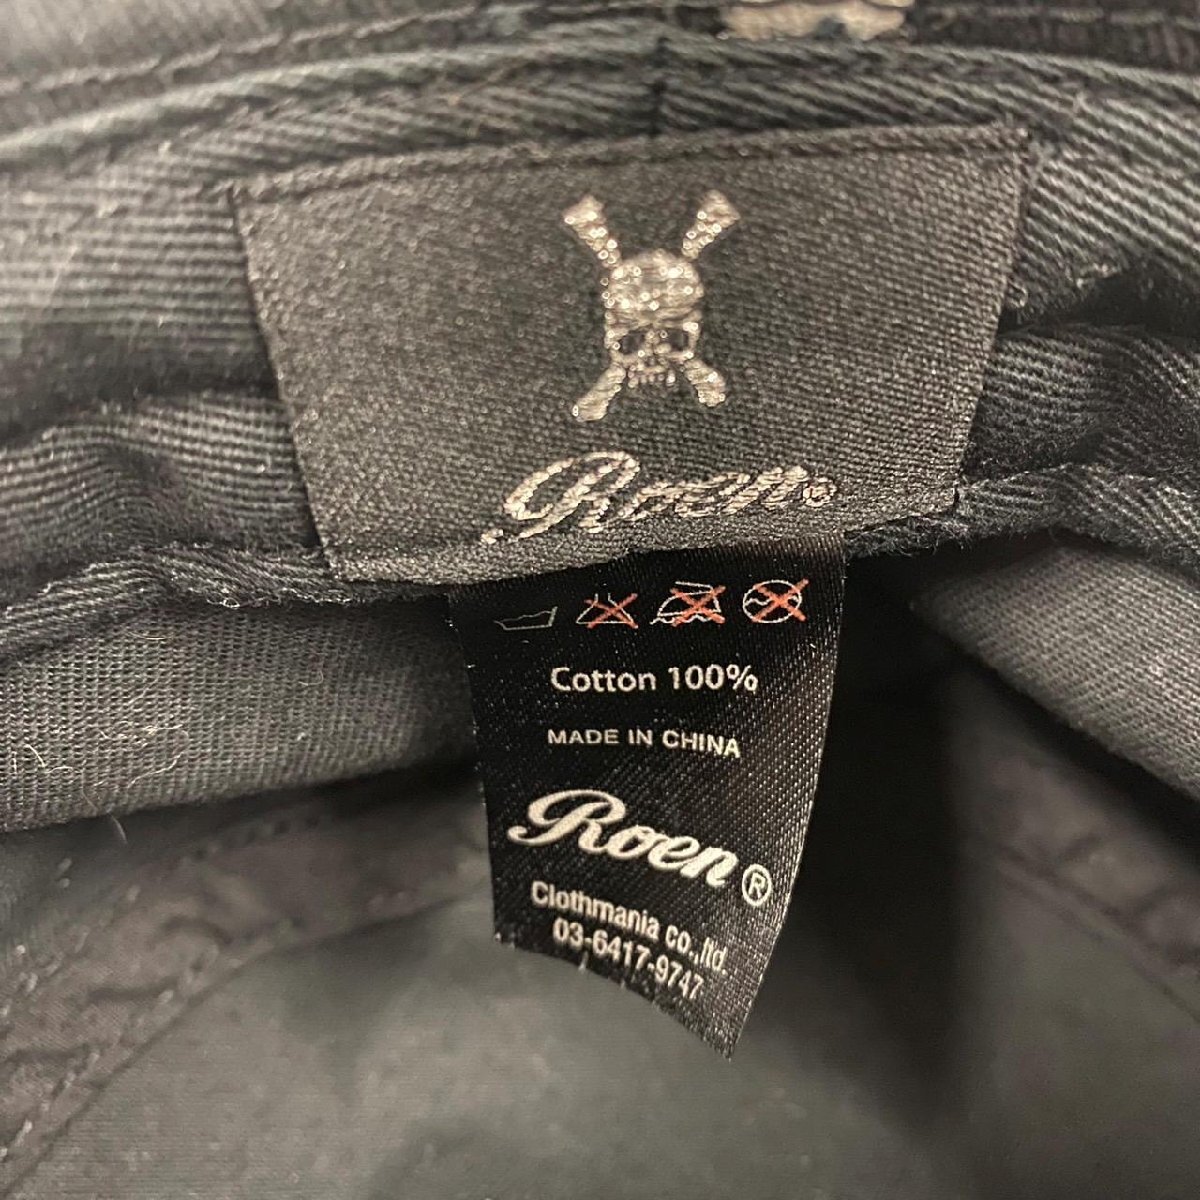 Roen®
Cotton 100%
MADE IN CHINA
Roen®
Clothmania co.,ltd.
03-6417-9747